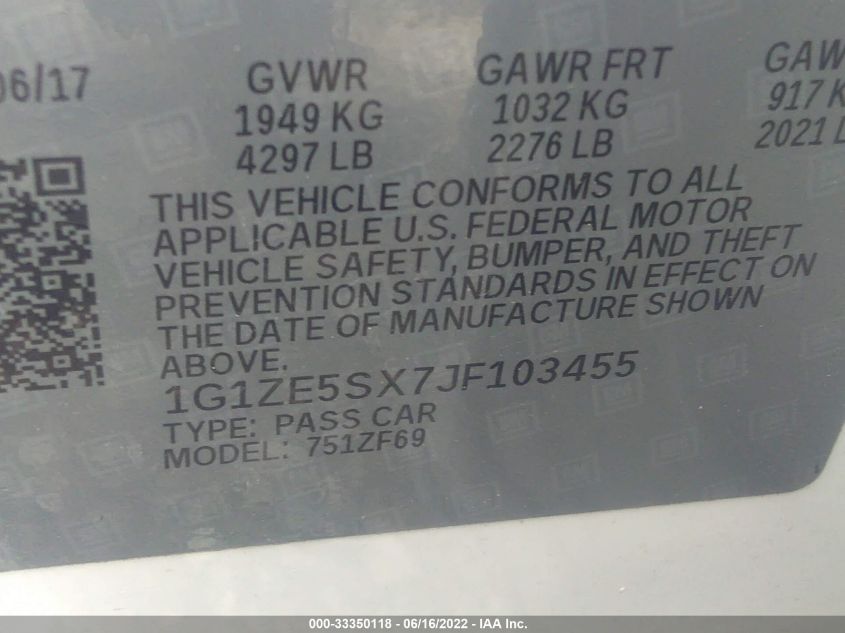 06/17
GVWR GAWR FRT
1949 KG 1032 KG 917
4297 LB 2276 LB 2021
THIS VEHICLE CONFORMS TO ALL
APPLICABLE U.S. FEDERAL MOTOR
VEHICLE SAFETY, BUMPER, AND THEFT
PREVENTION STANDARDS IN EFFECT ON
THE DATE OF MANUFACTURE SHOWN
ABOVE.
1G1ZE5SX7JF103455
TYPE: PASS CAR
MODEL: 751ZF69
000-33350118 - 06/16/2022 - IAA Inc.